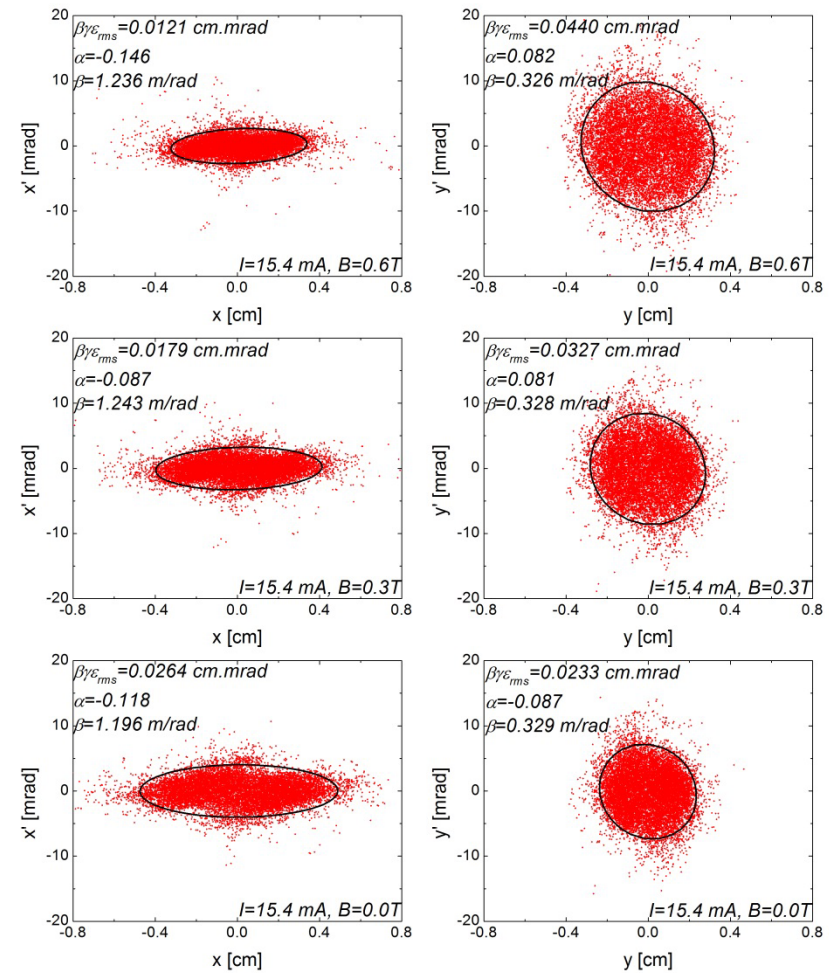 βγε_rms=0.0121 cm.mrad
α=-0.146
β=1.236 m/rad
20
10
0
-10
-20
x' [mrad]
I=15.4 mA, B=0.6T
-0.8 -0.4 0.0 0.4 0.8
x [cm]
βγε_rms=0.0440 cm.mrad
α=0.082
β=0.326 m/rad
20
10
0
-10
-20
y' [mrad]
I=15.4 mA, B=0.6T
-0.8 -0.4 0.0 0.4 0.8
y [cm]
βγε_rms=0.0179 cm.mrad
α=-0.087
β=1.243 m/rad
20
10
0
-10
-20
x' [mrad]
I=15.4 mA, B=0.3T
-0.8 -0.4 0.0 0.4 0.8
x [cm]
βγε_rms=0.0327 cm.mrad
α=0.081
β=0.328 m/rad
20
10
0
-10
-20
y' [mrad]
I=15.4 mA, B=0.3T
-0.8 -0.4 0.0 0.4 0.8
y [cm]
βγε_rms=0.0264 cm.mrad
α=-0.118
β=1.196 m/rad
20
10
0
-10
-20
x' [mrad]
I=15.4 mA, B=0.0T
-0.8 -0.4 0.0 0.4 0.8
x [cm]
βγε_rms=0.0233 cm.mrad
α=-0.087
β=0.329 m/rad
20
10
0
-10
-20
y' [mrad]
I=15.4 mA, B=0.0T
-0.8 -0.4 0.0 0.4 0.8
y [cm]